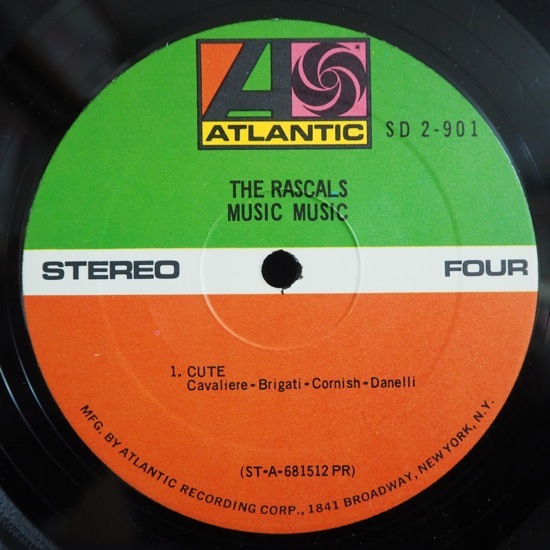 ATLANTIC
SD 2-901
THE RASCALS
MUSIC MUSIC
STEREO
FOUR
1. CUTE
Cavaliere-Brigati-Cornish-Danelli
(ST-A-681512 PR)
MFG. BY ATLANTIC RECORDING CORP., 1841 BROADWAY, NEW YORK, N.Y.